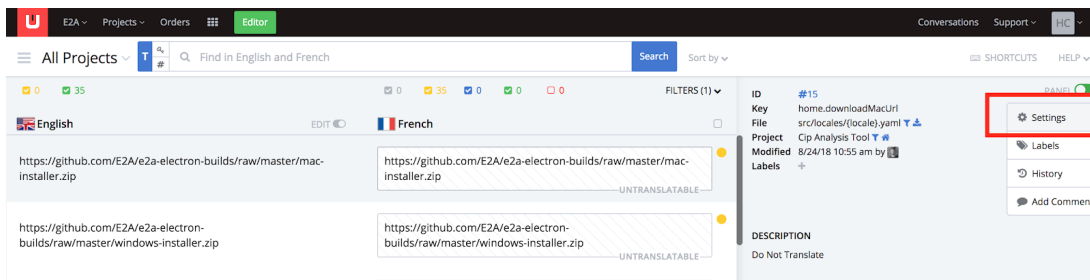 E2A Projects Orders Editor Conversations Support HC
All Projects T # Find in English and French Search Sort by SHORTCUTS HELP
0 35 0 35 0 0 0 FILTERS (1) PANEL
English EDIT French
https://github.com/E2A/e2a-electron-builds/raw/master/mac-
installer.zip
https://github.com/E2A/e2a-electron-builds/raw/master/mac-
installer.zip
UNTRANSLATABLE
https://github.com/E2A/e2a-electron-
builds/raw/master/windows-installer.zip
https://github.com/E2A/e2a-electron-
builds/raw/master/windows-installer.zip
UNTRANSLATABLE
ID #15
Key home.downloadMacUrl
File src/locales/{locale}.yaml
Project Cip Analysis Tool
Modified 8/24/18 10:55 am by
Labels +
DESCRIPTION
Do Not Translate
Settings
Labels
History
Add Commen